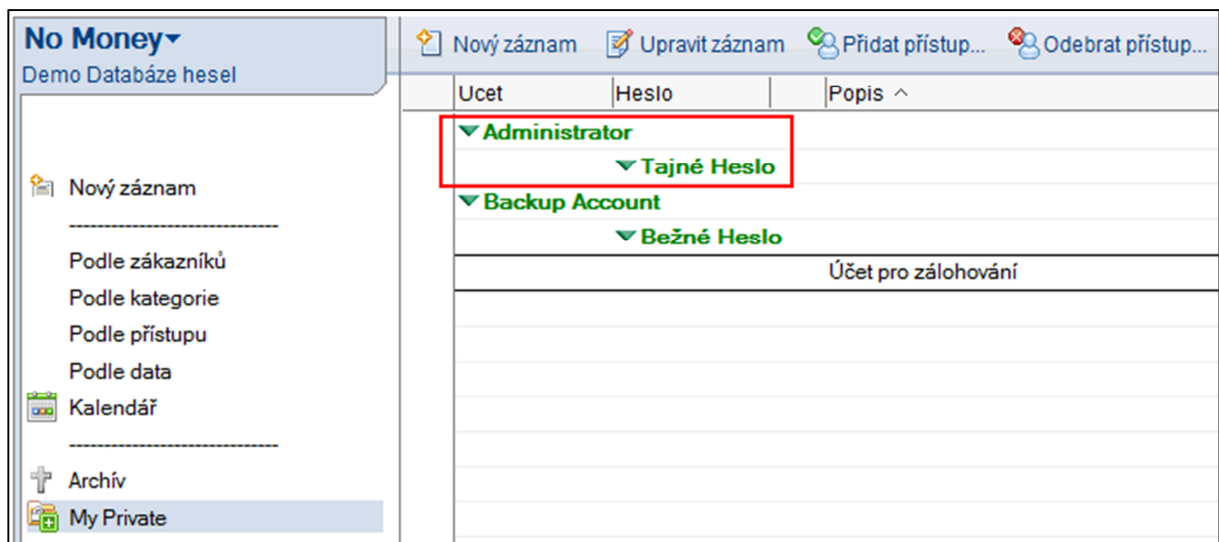 No Money
Demo Databáze hesel
Nový záznam
Upravit záznam
Přidat přístup...
Odebrat přístup...
Ucet
Heslo
Popis
Administrator
Tajné Heslo
Backup Account
Bežné Heslo
Účet pro zálohování
Nový záznam
------------------------------
Podle zákazníků
Podle kategorie
Podle přístupu
Podle data
Kalendář
------------------------------
Archív
My Private